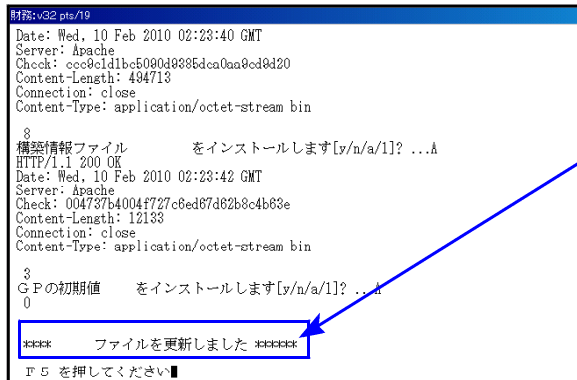 財務:v32 pts/19
Date: Wed, 10 Feb 2010 02:23:40 GMT
Server: Apache
Check: ccc9c1d1bc5090d9385dca0aa9cd9d20
Content-Length: 494713
Connection: close
Content-Type: application/octet-stream bin
8
構築情報ファイル をインストールします[y/n/a/l]? ...A
HTTP/1.1 200 OK
Date: Wed, 10 Feb 2010 02:23:42 GMT
Server: Apache
Check: 004737b4004f727c6ed67d62b8c4b63e
Content-Length: 12133
Connection: close
Content-Type: application/octet-stream bin
3
GPの初期値 をインストールします[y/n/a/l]? ...A
0
**** ファイルを更新しました ******
F5 を押してください